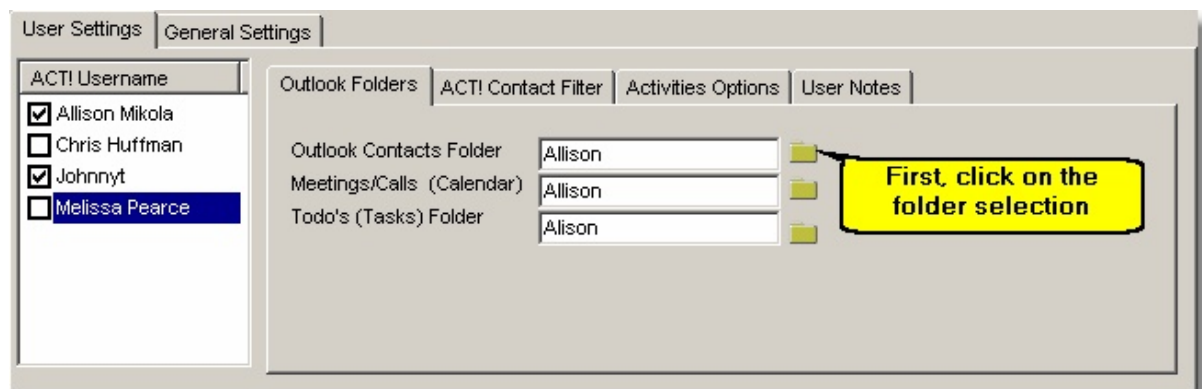 User Settings General Settings
ACT! Username
Allison Mikola
Chris Huffman
Johnnyt
Melissa Pearce
Outlook Folders ACT! Contact Filter Activities Options User Notes
Outlook Contacts Folder Allison
Meetings/Calls (Calendar) Allison
Todo's (Tasks) Folder Alison
First, click on the
folder selection